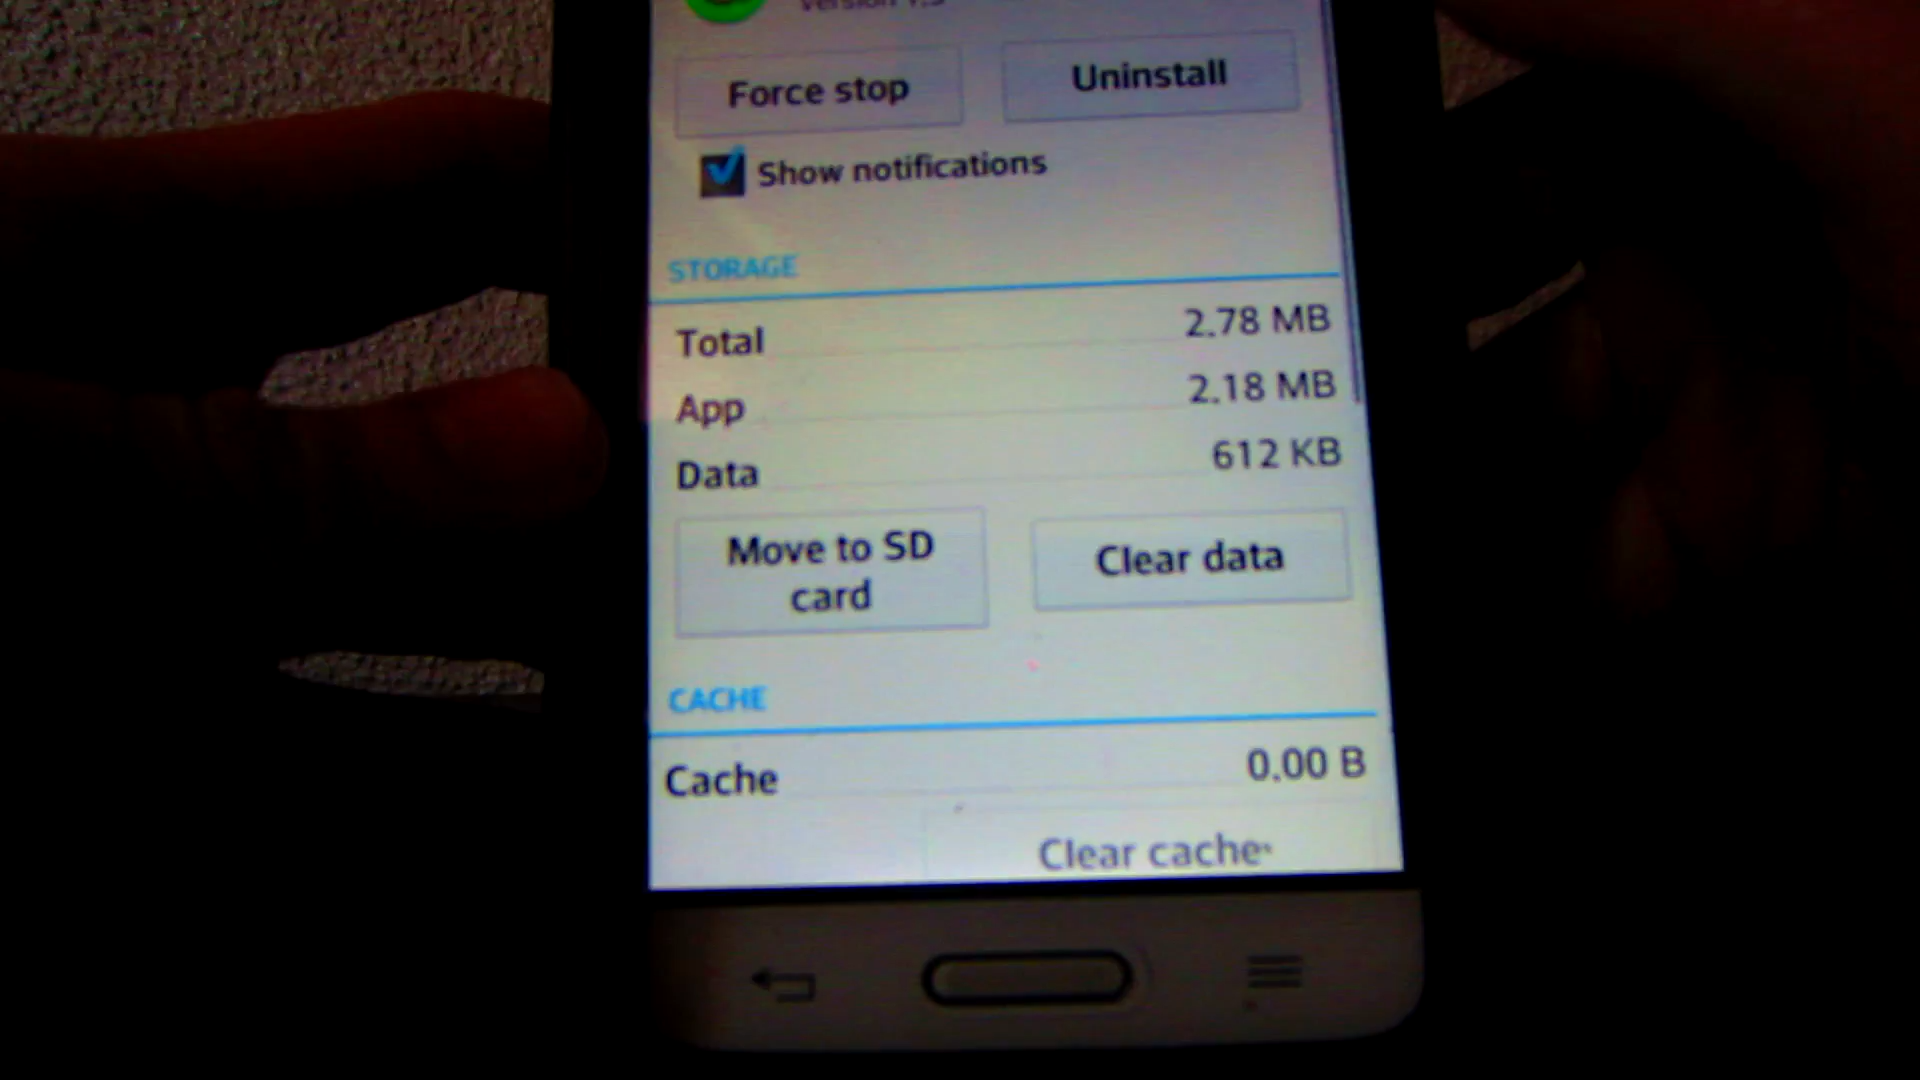 Force stop
Uninstall
Show notifications
STORAGE
Total 2.78 MB
App 2.18 MB
Data 612 KB
Move to SD
card
Clear data
CACHE
Cache 0.00 B
Clear cache